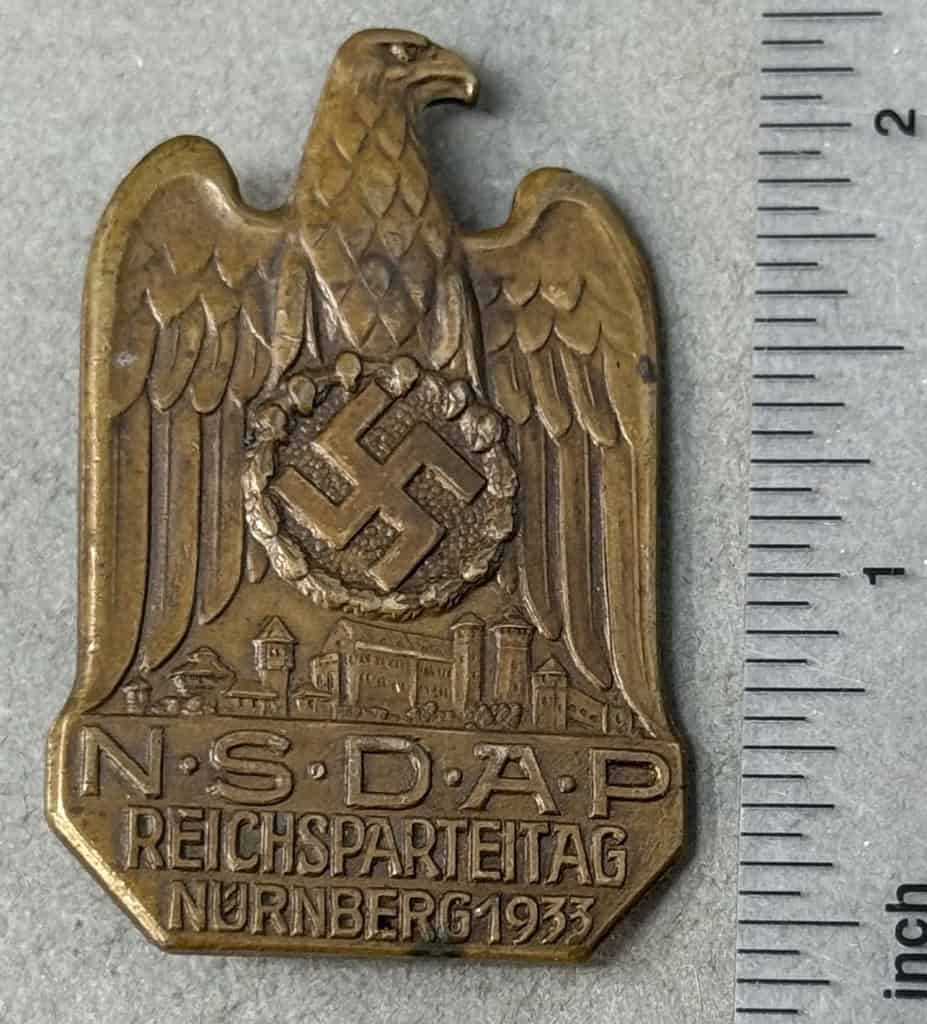 N·S·D·A·P
REICHSPARTEITAG
NÜRNBERG 1933
2
1
inch